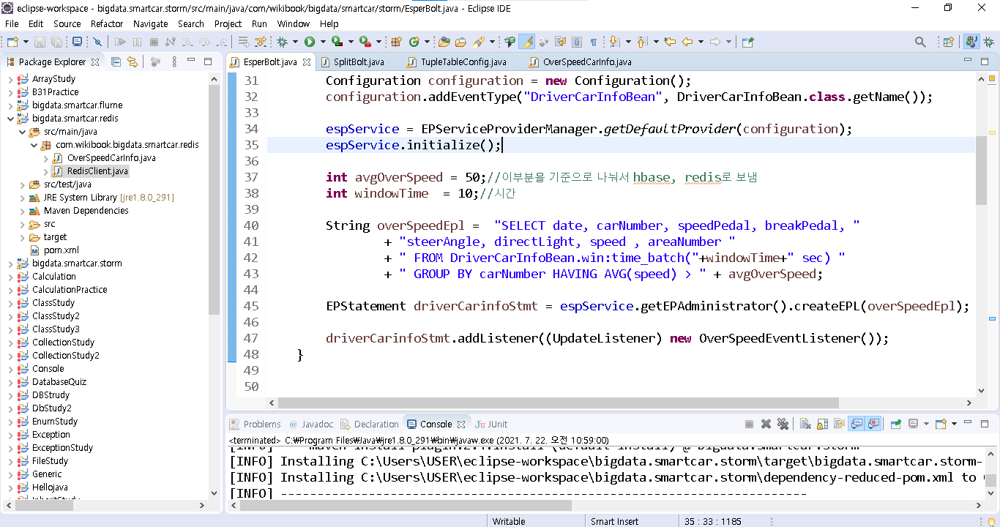 eclipse-workspace - bigdata.smartcar.storm/src/main/java/com/wikibook/bigdata/smartcar/storm/EsperBolt.java - Eclipse IDE
File Edit Source Refactor Navigate Search Project Run Window Help
Package Explorer
ArrayStudy
B31Practice
bigdata.smartcar.flume
bigdata.smartcar.redis
src/main/java
com.wikibook.bigdata.smartcar.redis
OverSpeedCarInfo.java
RedisClient.java
src/test/java
JRE System Library [jre1.8.0_291]
Maven Dependencies
src
target
pom.xml
bigdata.smartcar.storm
Calculation
CalculationPractice
ClassStudy
ClassStudy2
ClassStudy3
CollectionStudy
CollectionStudy2
Console
DatabaseQuiz
DBStrudy
DbStudy2
EnumStudy
Exception
ExceptionStudy
FileStudy
Generic
Hellojava
InheritStudy
EsperBolt.java SplitBolt.java TupleTableConfig.java OverSpeedCarInfo.java
31 Configuration configuration = new Configuration();
32 configuration.addEventType("DriverCarInfoBean", DriverCarInfoBean.class.getName());
33
34 espService = EPServiceProviderManager.getDefaultProvider(configuration);
35 espService.initialize();
36
37 int avgOverSpeed = 50;//이부분을 기준으로 나눠서 hbase, redis로 보냄
38 int windowTime  = 10;//시간
39
40 String overSpeedEpl =  "SELECT date, carNumber, speedPedal, breakPedal, "
41 + "steerAngle, directLight, speed , areaNumber "
42 + " FROM DriverCarInfoBean.win:time_batch("+windowTime+" sec) "
43 + " GROUP BY carNumber HAVING AVG(speed) > " + avgOverSpeed;
44
45 EPStatement driverCarinfoStmt = espService.getEPAdministrator().createEPL(overSpeedEpl);
46
47 driverCarinfoStmt.addListener((UpdateListener) new OverSpeedEventListener());
48 }
49
50
Problems @ Javadoc Declaration Console JUnit
<terminated> C:₩Program Files₩Java₩jre1.8.0_291₩bin₩javaw.exe (2021. 7. 22. 오전 10:59:00)
[INFO] --- maven-install-plugin:2.4:install (default-install) @ bigdata.smartcar.storm
[INFO] Installing C:\Users\USER\eclipse-workspace\bigdata.smartcar.storm\target\bigdata.smartcar.storm-
[INFO] Installing C:\Users\USER\eclipse-workspace\bigdata.smartcar.storm\dependency-reduced-pom.xml to
[INFO] ------------------------------------------------------------------------
Writable Smart Insert 35 : 33 : 1185